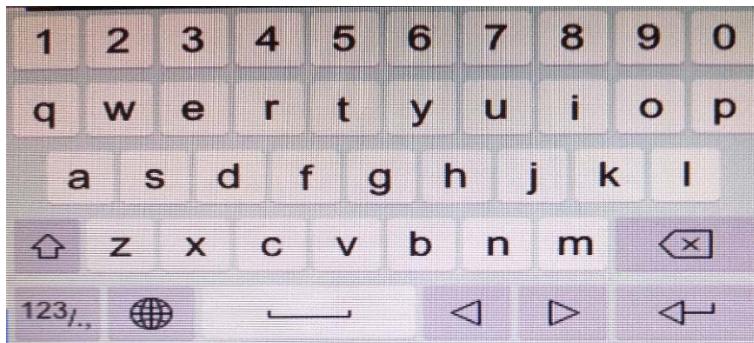 1 2 3 4 5 6 7 8 9 0
q w e r t y u i o p
a s d f g h j k l
z x c v b n m
123/.,